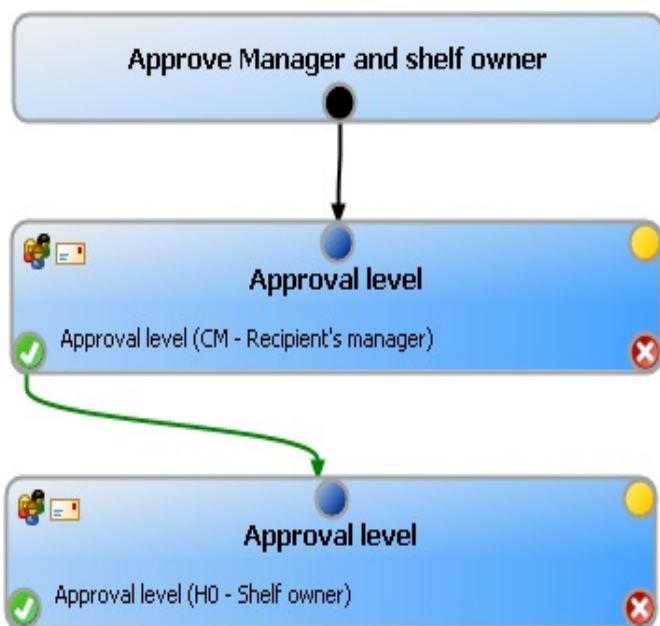 Approve Manager and shelf owner
Approval level
Approval level (CM - Recipient's manager)
Approval level
Approval level (H0 - Shelf owner)